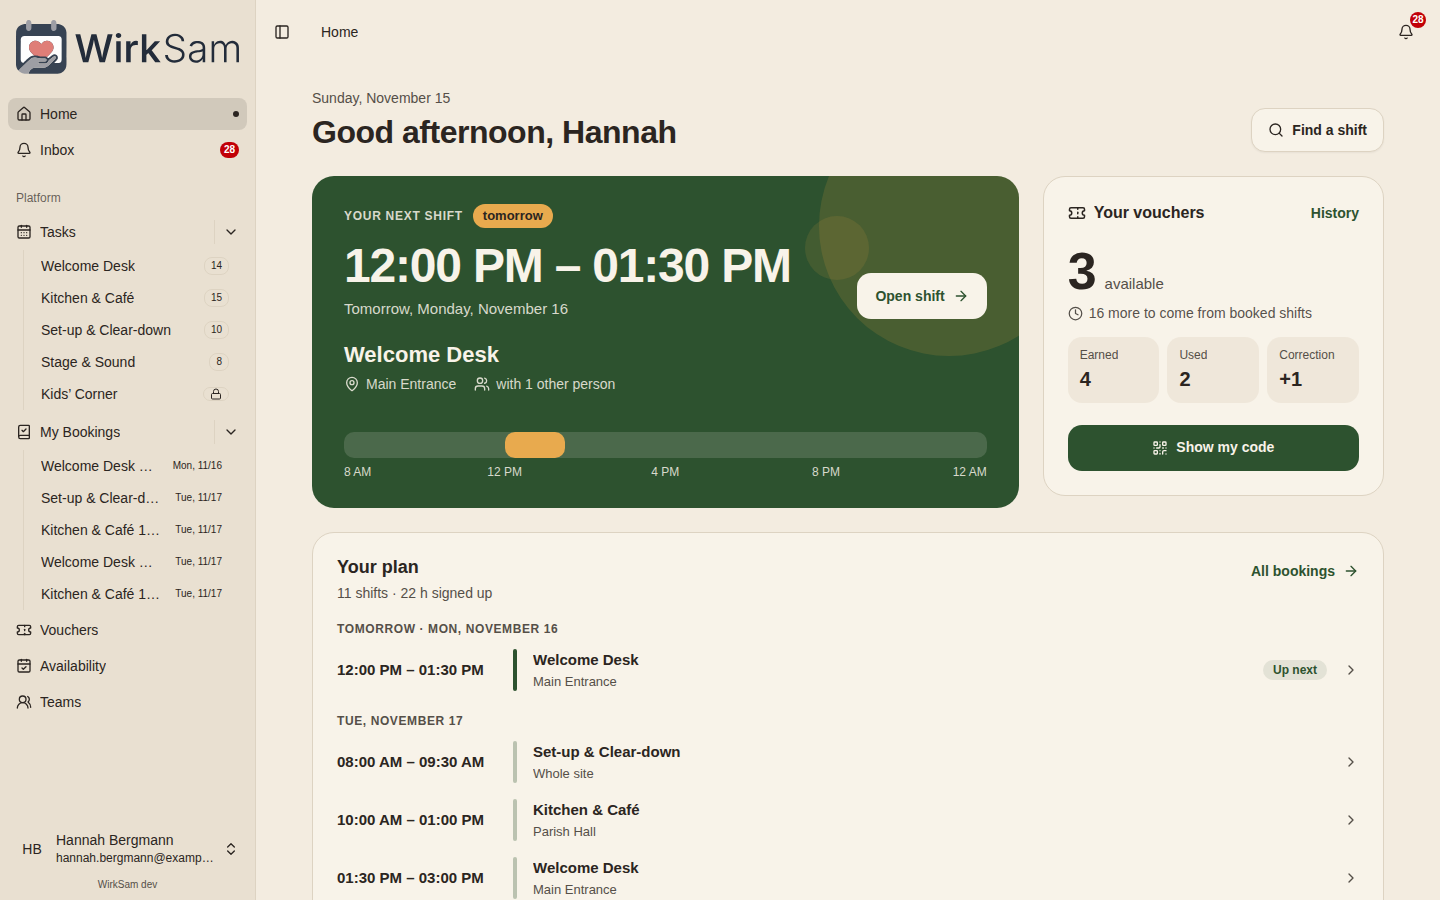 WirkSam
Home
Inbox
28
Platform
Tasks
Welcome Desk
14
Kitchen & Café
15
Set-up & Clear-down
10
Stage & Sound
8
Kids’ Corner
My Bookings
Welcome Desk …
Mon, 11/16
Set-up & Clear-d…
Tue, 11/17
Kitchen & Café 1…
Tue, 11/17
Welcome Desk …
Tue, 11/17
Kitchen & Café 1…
Tue, 11/17
Vouchers
Availability
Teams
HB
Hannah Bergmann
hannah.bergmann@examp…
WirkSam dev
Home
28
Sunday, November 15
Good afternoon, Hannah
Find a shift
YOUR NEXT SHIFT
tomorrow
12:00 PM – 01:30 PM
Tomorrow, Monday, November 16
Open shift
Welcome Desk
Main Entrance
with 1 other person
8 AM
12 PM
4 PM
8 PM
12 AM
Your vouchers
History
3 available
16 more to come from booked shifts
Earned
4
Used
2
Correction
+1
Show my code
Your plan
11 shifts · 22 h signed up
All bookings
TOMORROW · MON, NOVEMBER 16
12:00 PM – 01:30 PM
Welcome Desk
Main Entrance
Up next
TUE, NOVEMBER 17
08:00 AM – 09:30 AM
Set-up & Clear-down
Whole site
10:00 AM – 01:00 PM
Kitchen & Café
Parish Hall
01:30 PM – 03:00 PM
Welcome Desk
Main Entrance